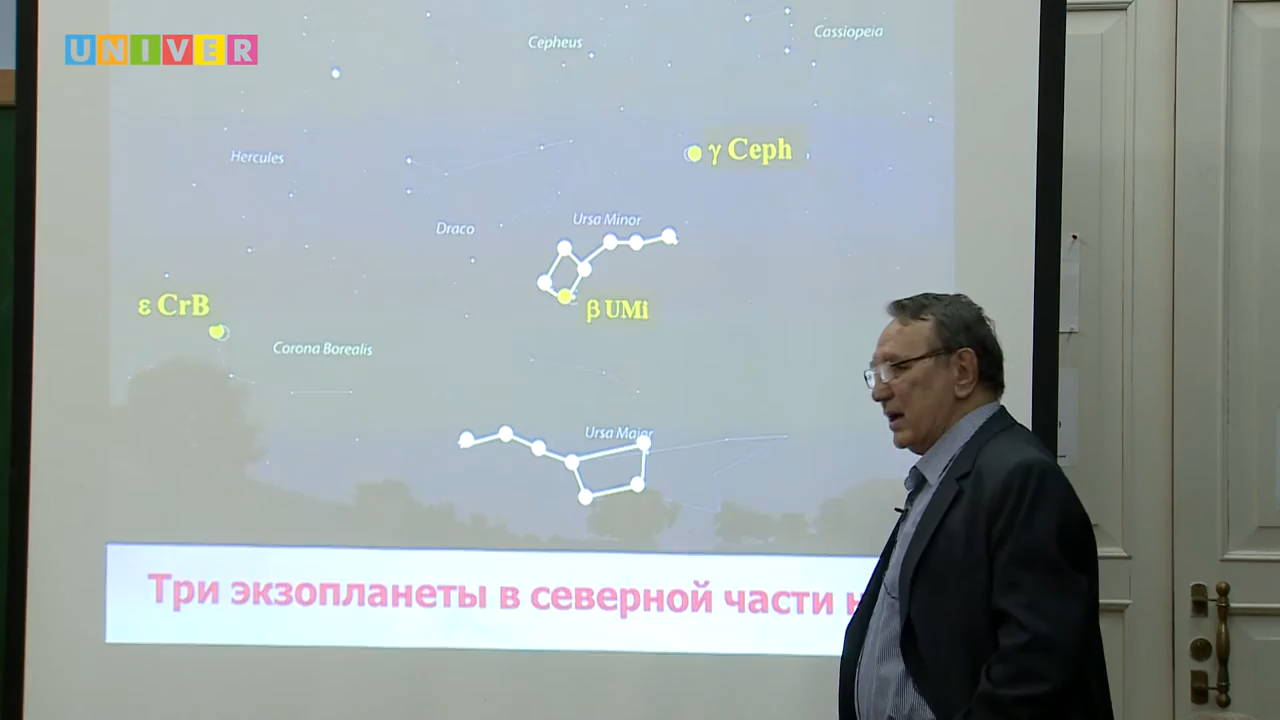 UNIVER
Cepheus
Cassiopeia
γ Ceph
Hercules
Ursa Minor
Draco
ε CrB
β UMi
Corona Borealis
Ursa Major
Три экзопланеты в северной части